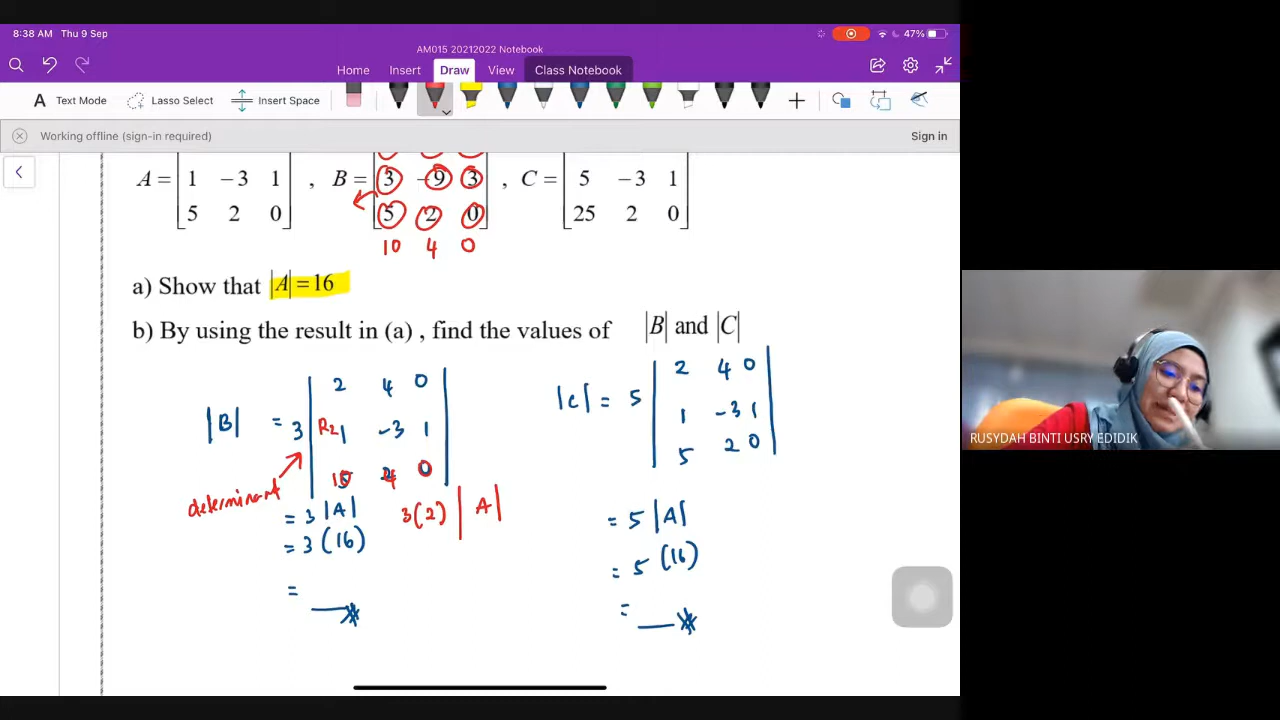 8:38 AM Thu 9 Sep
47%
AM015 20212022 Notebook
Home Insert Draw View Class Notebook
A Text Mode Lasso Select Insert Space
Working offline (sign-in required) Sign in
A = [1 −3 1; 5 2 0] , B = [3 −9 3; 5 2 0] , C = [5 −3 1; 25 2 0]
10 4 0
a) Show that |A| = 16
b) By using the result in (a) , find the values of |B| and |C|
|B| = 3 | 2 4 0
R2 1 -3 1
10 4 0 |
determinant
= 3 |A| 3(2) | A |
= 3 (16)
=
|C| = 5 | 2 4 0
1 -3 1
5 2 0 |
= 5 |A|
= 5 (16)
=
RUSYDAH BINTI USRY EDIDIK